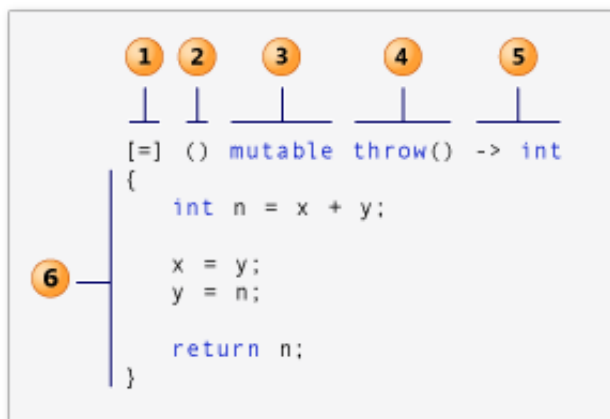 1 2 3 4 5
[=] () mutable throw() -> int
{
int n = x + y;
x = y;
6
y = n;
return n;
}